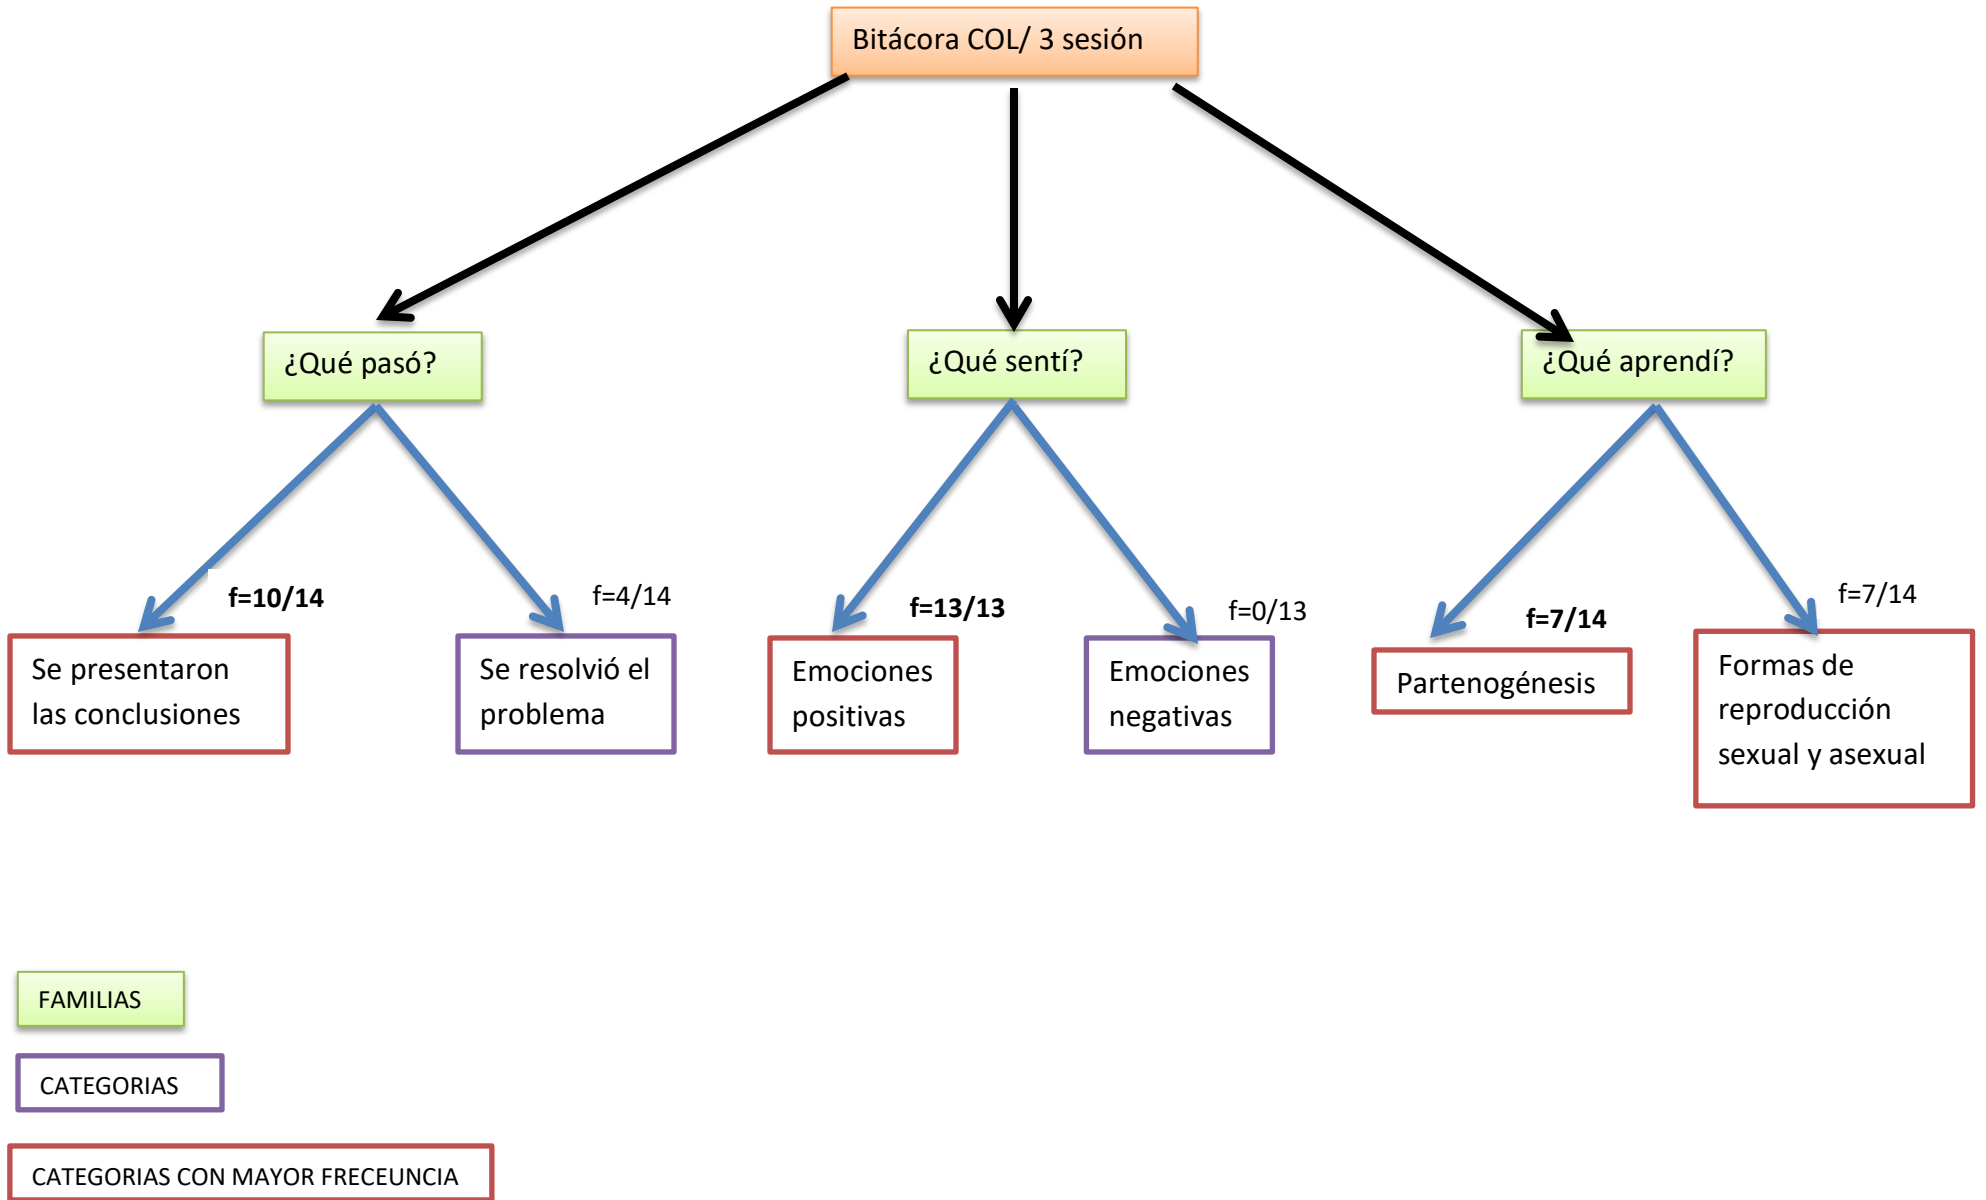 Bitácora COL/ 3 sesión
¿Qué pasó?
¿Qué sentí?
¿Qué aprendí?
f=10/14
f=4/14
f=13/13
f=0/13
f=7/14
f=7/14
Se presentaron
las conclusiones
Se resolvió el
problema
Emociones
positivas
Emociones
negativas
Partenogénesis
Formas de
reproducción
sexual y asexual
FAMILIAS
CATEGORIAS
CATEGORIAS CON MAYOR FRECEUNCIA